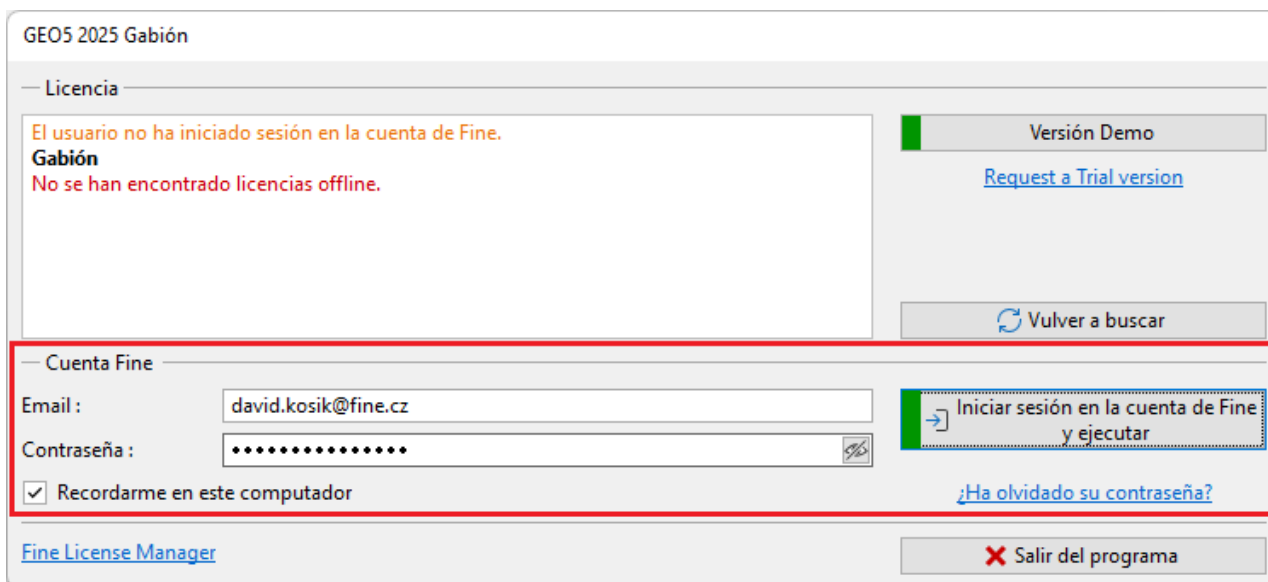 GEO5 2025 Gabión
Licencia
El usuario no ha iniciado sesión en la cuenta de Fine.
Gabión
No se han encontrado licencias offline.
Versión Demo
Request a Trial version
Vulver a buscar
Cuenta Fine
Email :
david.kosik@fine.cz
Iniciar sesión en la cuenta de Fine
y ejecutar
Contraseña :
•••••••••••••••
Recordarme en este computador
¿Ha olvidado su contraseña?
Fine License Manager
Salir del programa